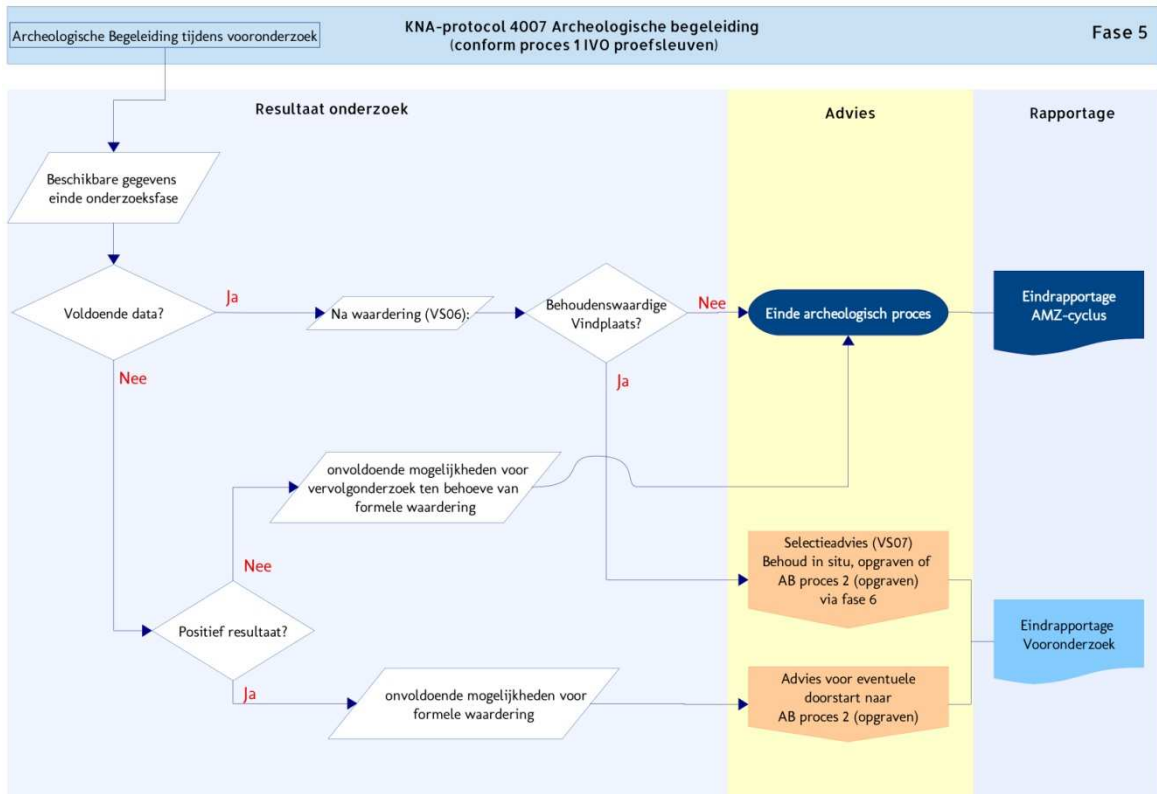 Archeologische Begeleiding tijdens vooronderzoek
KNA-protocol 4007 Archeologische begeleiding
(conform proces 1 IVO proefsleuven)
Fase 5
Resultaat onderzoek
Advies
Rapportage
Beschikbare gegevens
einde onderzoeksfase
Voldoende data?
Ja
Na waardering (VS06);
Behoudenswaardige
Vindplaats?
Nee
Einde archeologisch proces
Eindrapportage
AMZ-cyclus
Nee
Ja
onvoldoende mogelijkheden voor
vervolgonderzoek ten behoeve van
formele waardering
Nee
Selectieadvies (VS07)
Behoud in situ, opgraven of
AB proces 2 (opgraven)
via fase 6
Positief resultaat?
Eindrapportage
Vooronderzoek
Ja
onvoldoende mogelijkheden voor
formele waardering
Advies voor eventuele
doorstart naar
AB proces 2 (opgraven)